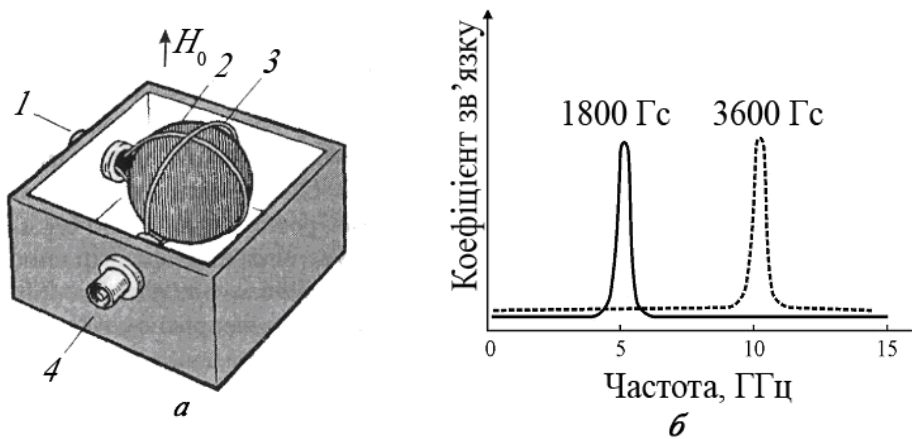 H₀
1
2
3
4
а
Коефіцієнт зв’язку
1800 Гс 3600 Гс
0 5 10 15
Частота, ГГц
б